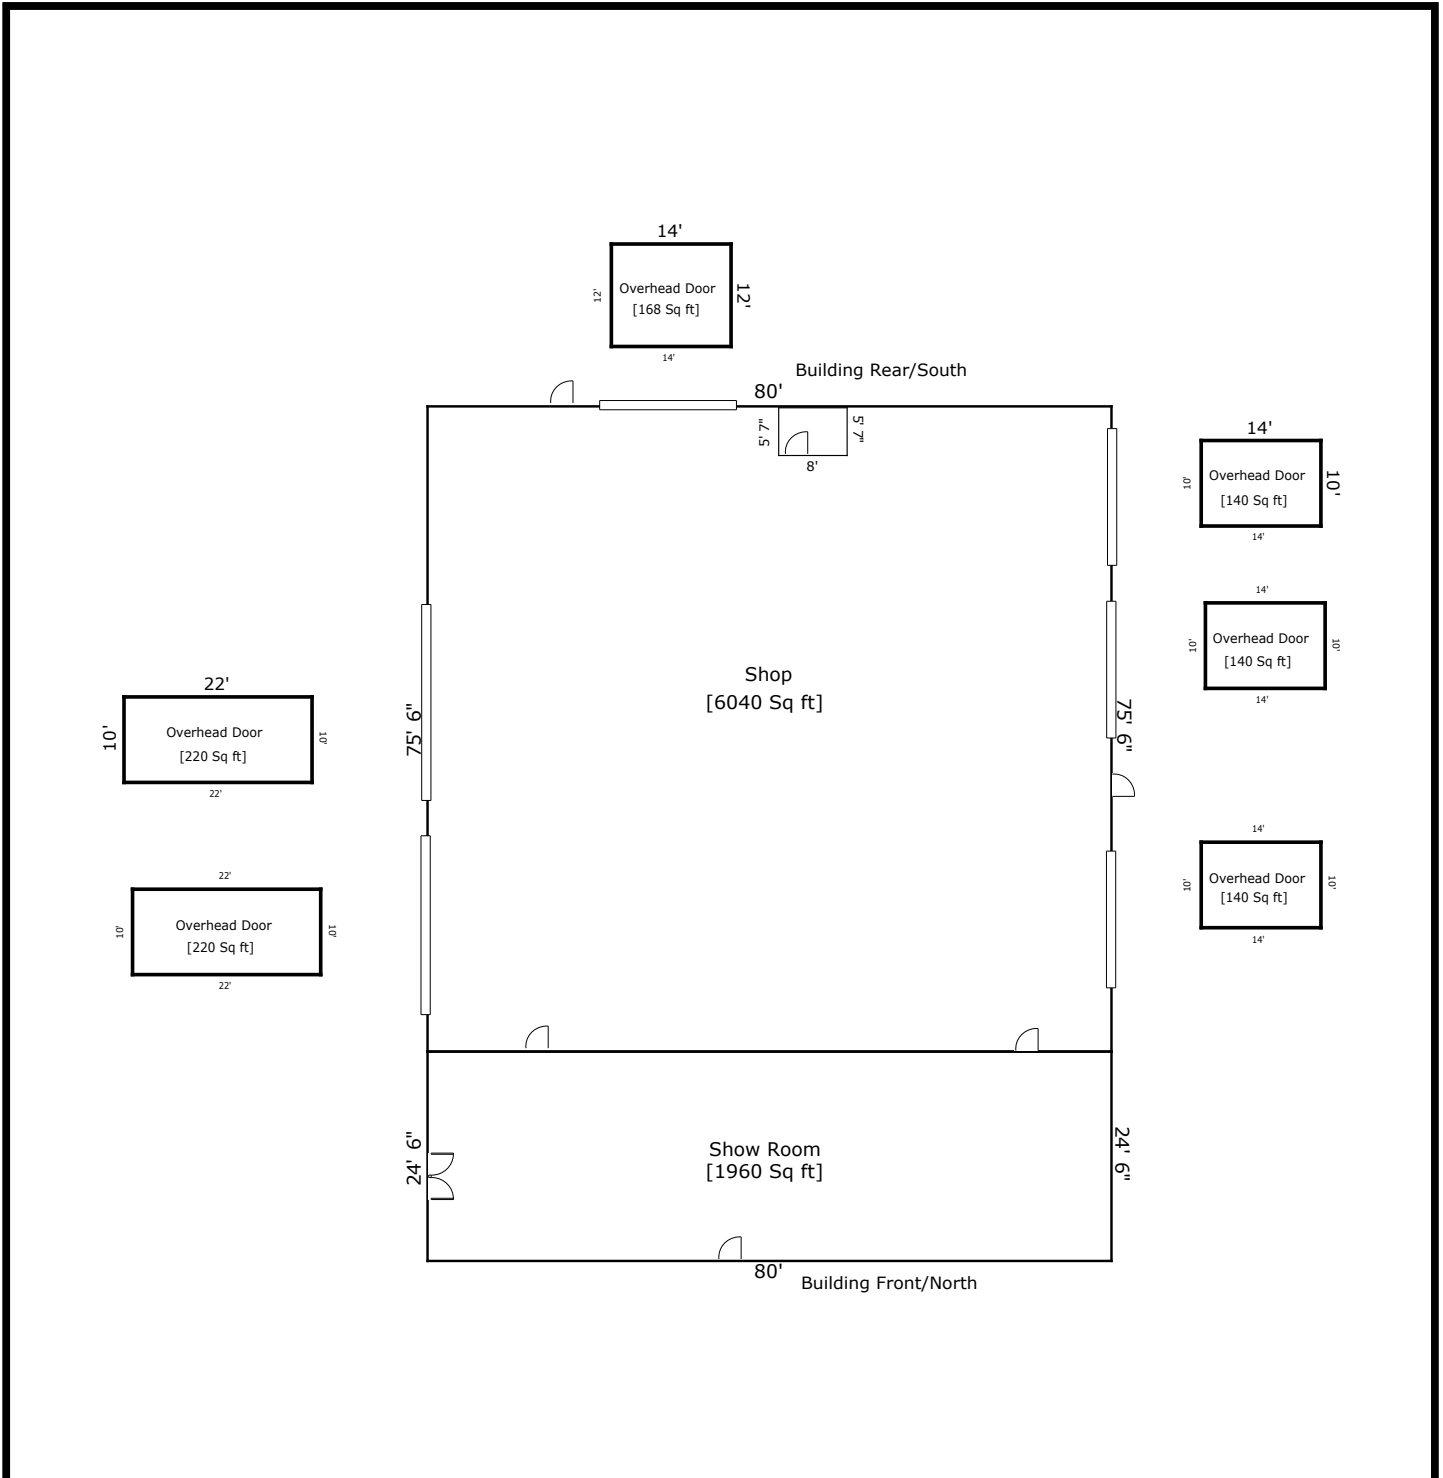 14'
Overhead Door
12'
12'
[168 Sq ft]
14'
Building Rear/South
80'
5' 7"
5' 7"
8'
14'
Overhead Door
10'
10'
[140 Sq ft]
14'
14'
Overhead Door
10'
10'
[140 Sq ft]
14'
Shop
[6040 Sq ft]
75' 6"
75' 6"
22'
10'
Overhead Door
10'
[220 Sq ft]
22'
14'
Overhead Door
10'
10'
[140 Sq ft]
14'
22'
Overhead Door
10'
10'
[220 Sq ft]
22'
24' 6"
Show Room
[1960 Sq ft]
24' 6"
80'
Building Front/North